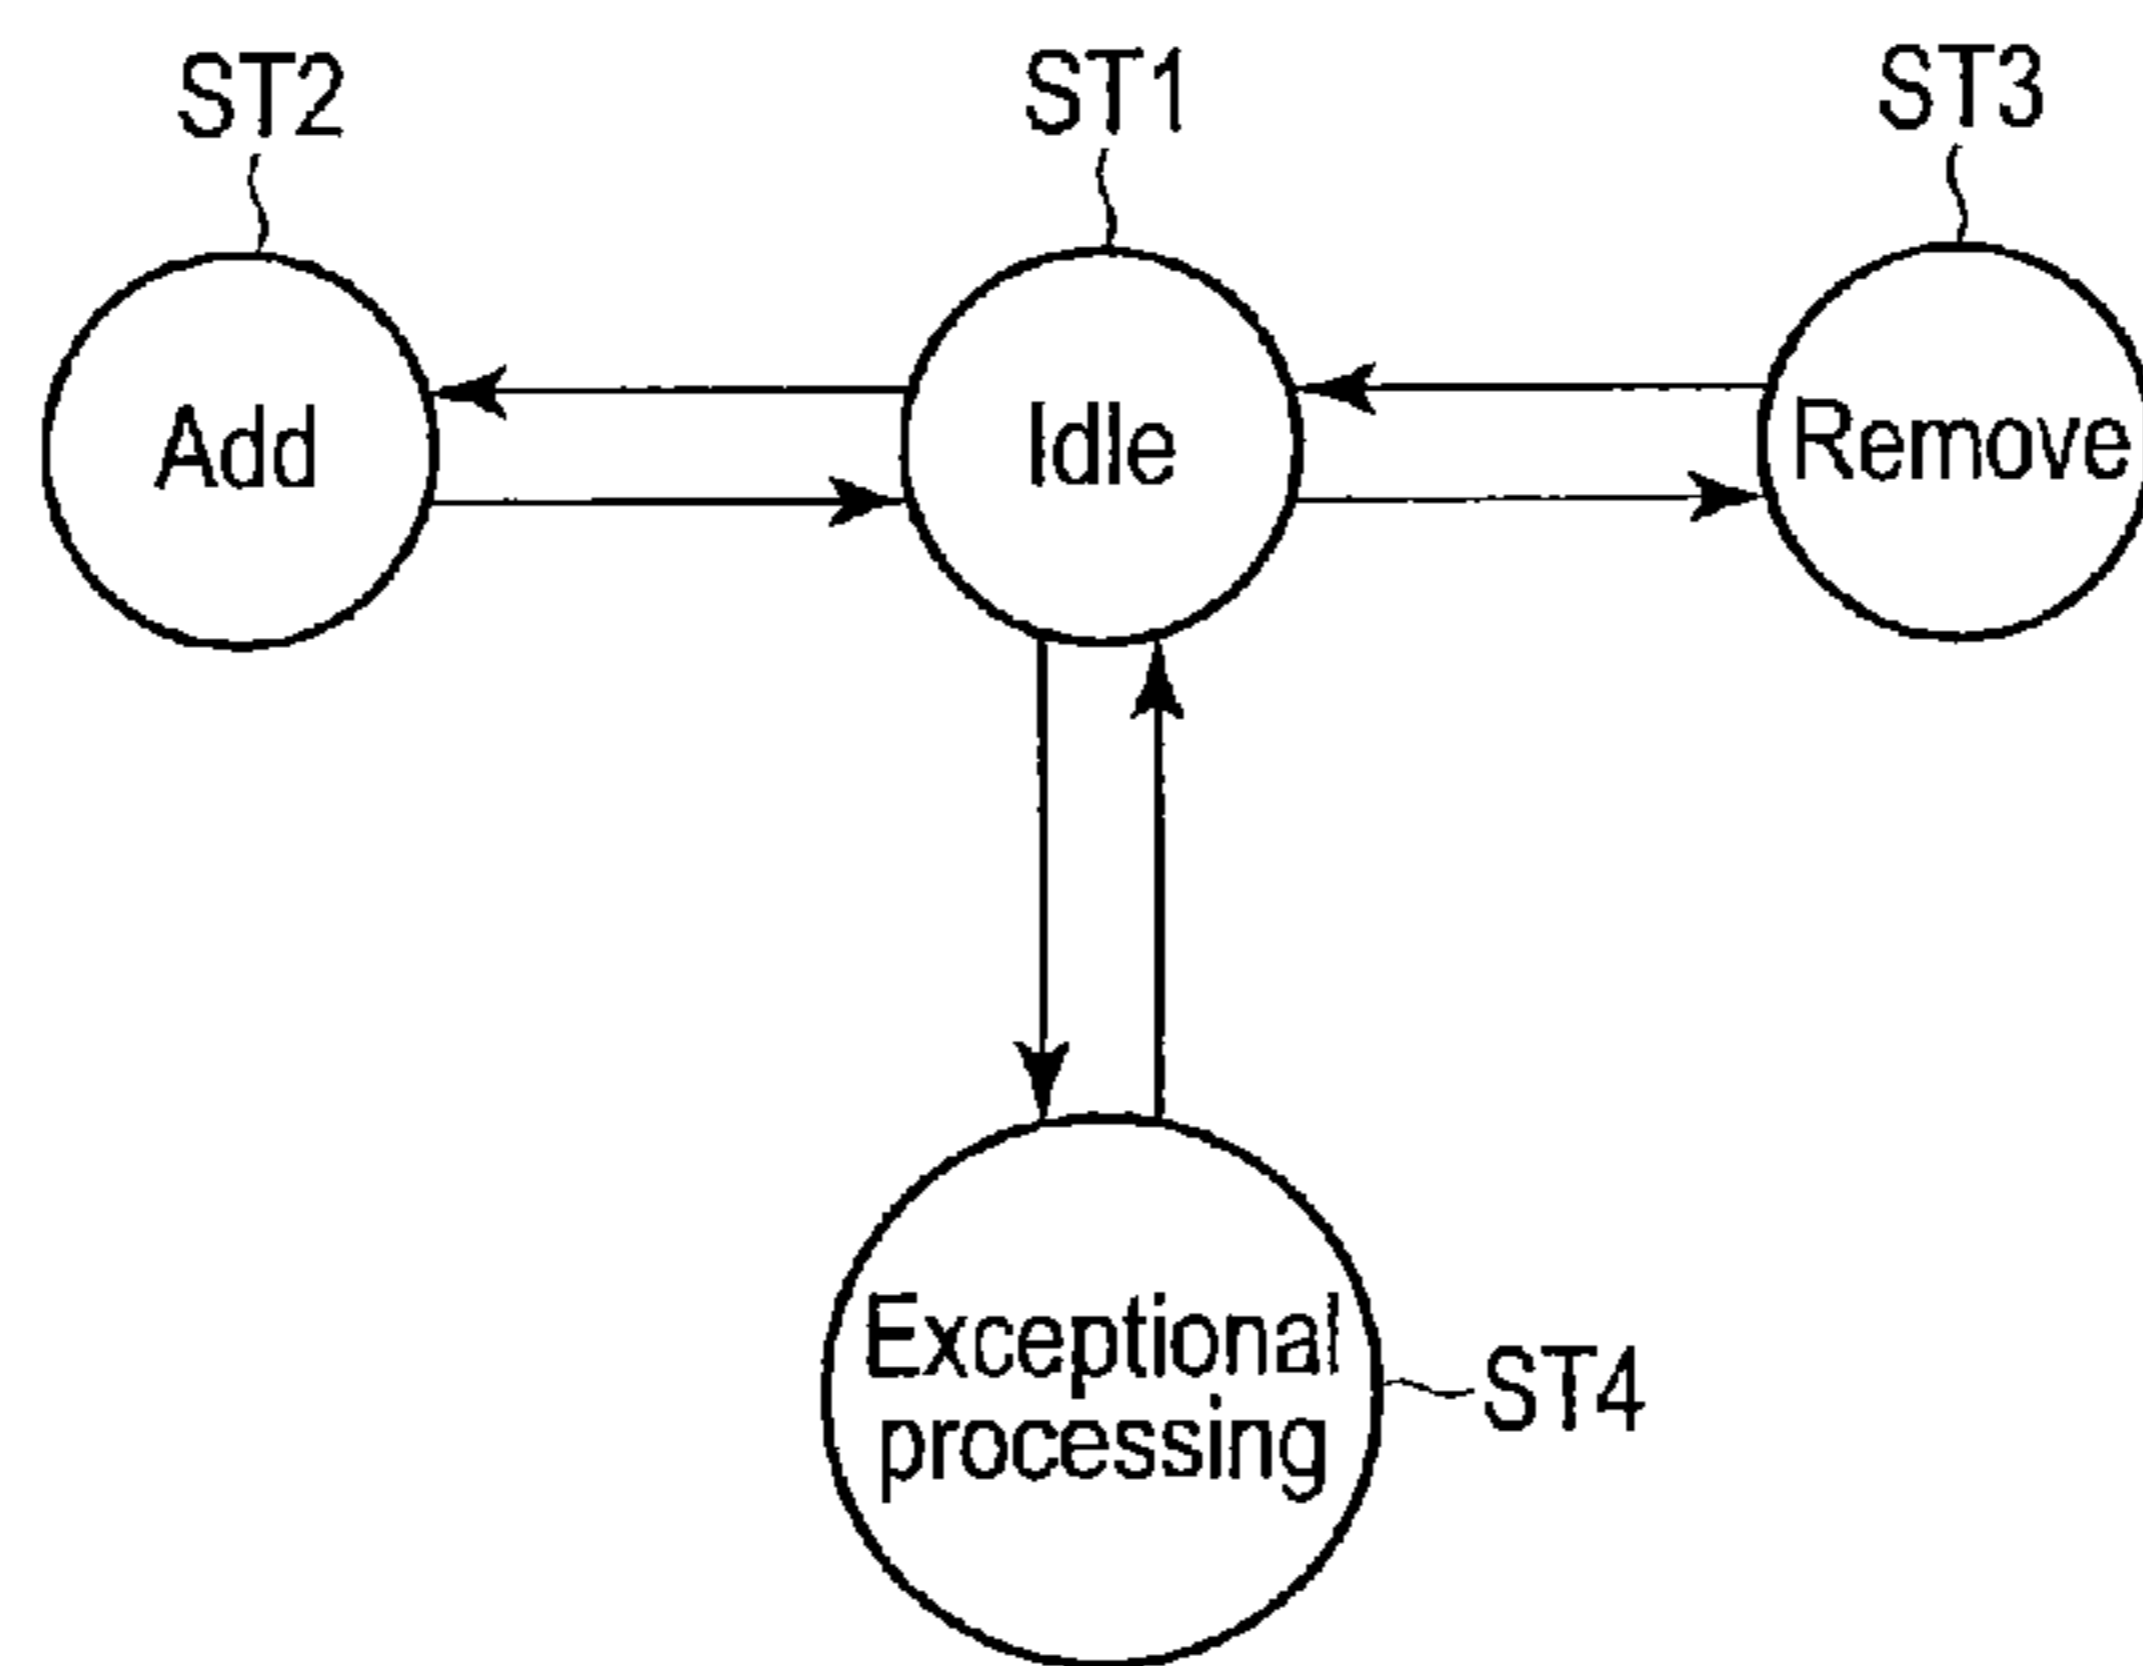 ST2
ST1
ST3
Add
Idle
Remove
Exceptional
processing
ST4